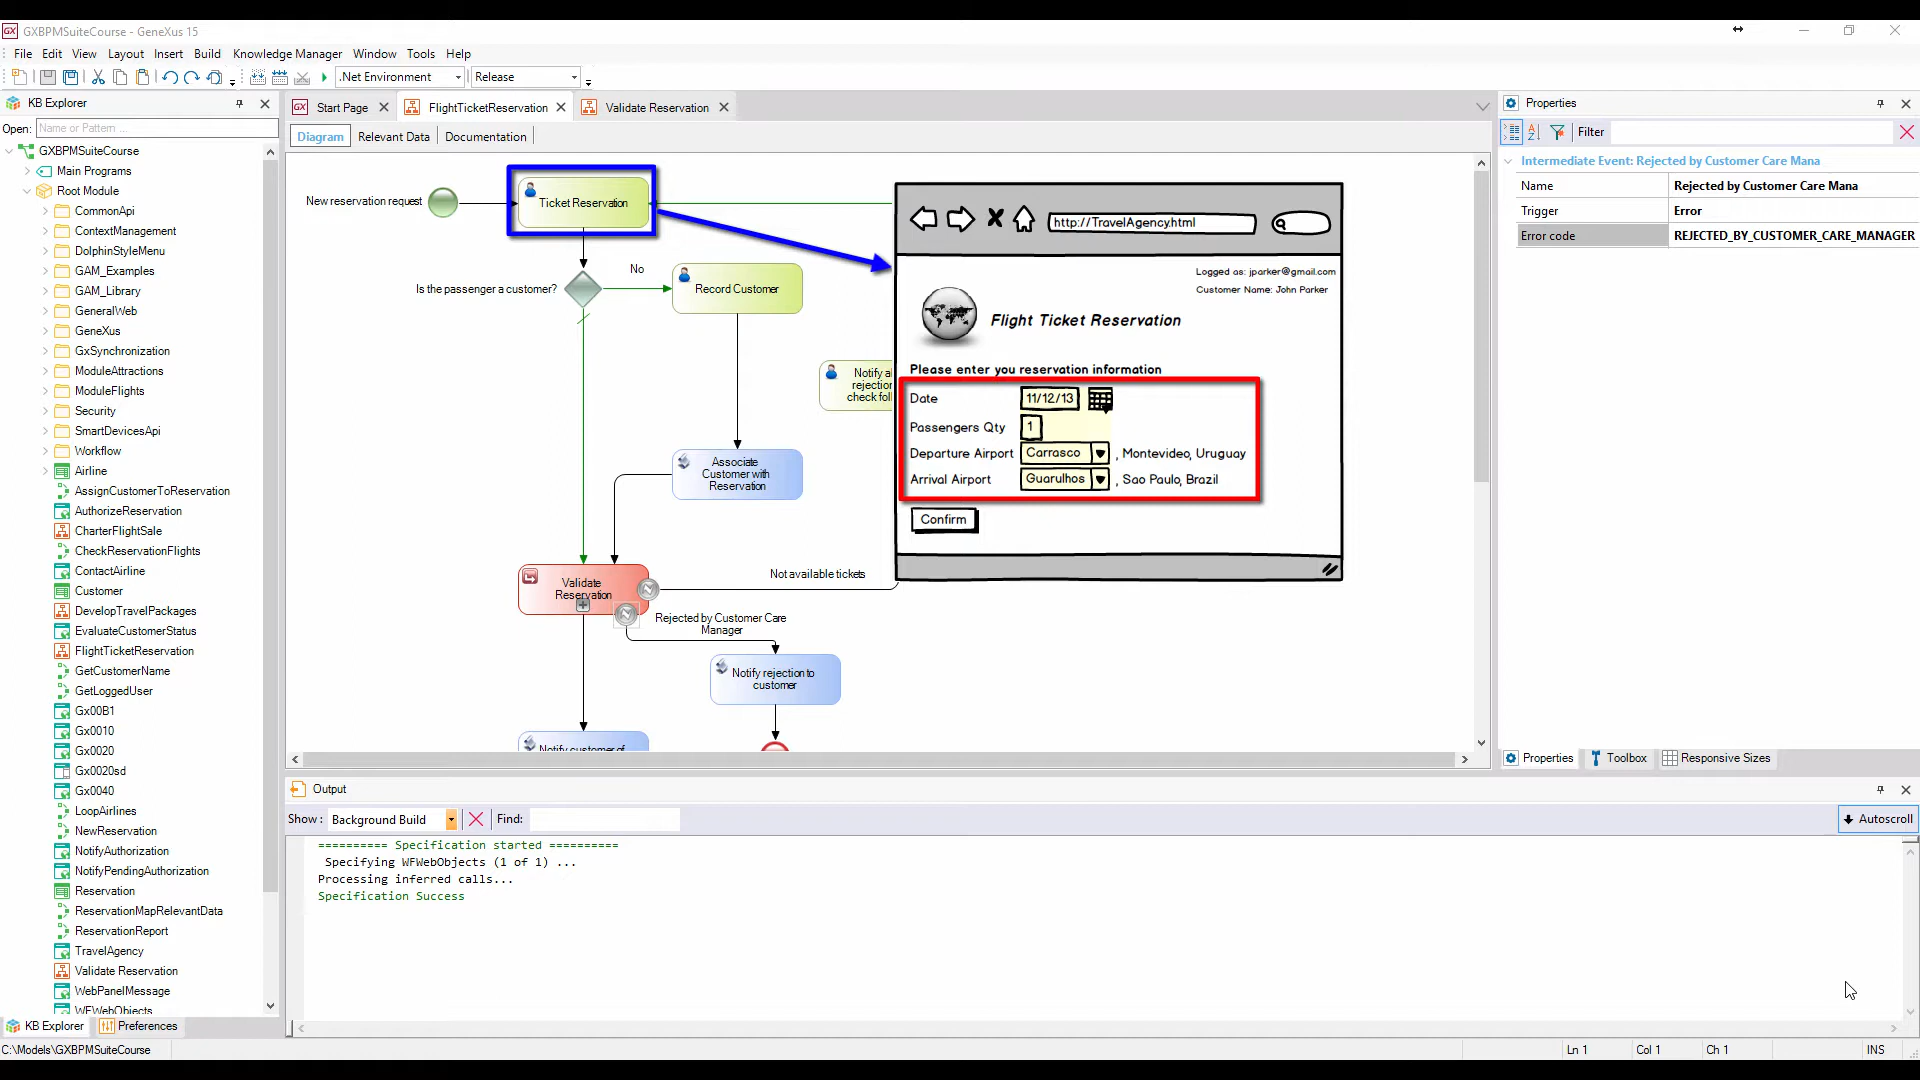 GXBPMSuiteCourse - GeneXus 15
File Edit View Layout Insert Build Knowledge Manager Window Tools Help
.Net Environment Release
KB Explorer
Open: Name or Pattern ...
GXBPMSuiteCourse
Main Programs
Root Module
CommonApi
ContextManagement
DolphinStyleMenu
GAM_Examples
GAM_Library
GeneralWeb
GeneXus
GxSynchronization
ModuleAttractions
ModuleFlights
Security
SmartDevicesApi
Workflow
Airline
AssignCustomerToReservation
AuthorizeReservation
CharterFlightSale
CheckReservationFlights
ContactAirline
Customer
DevelopTravelPackages
EvaluateCustomerStatus
FlightTicketReservation
GetCustomerName
GetLoggedUser
Gx00B1
Gx0010
Gx0020
Gx0020sd
Gx0040
LoopAirlines
NewReservation
NotifyAuthorization
NotifyPendingAuthorization
Reservation
ReservationMapRelevantData
ReservationReport
TravelAgency
Validate Reservation
WebPanelMessage
WFWebObjects
KB Explorer Preferences
C:\Models\GXBPMSuiteCourse
Start Page FlightTicketReservation Validate Reservation
Diagram Relevant Data Documentation
New reservation request
Ticket Reservation
Is the passenger a customer?
No
Record Customer
Notify al
rejection
check foll
Associate
Customer with
Reservation
Validate
Reservation
Not available tickets
Rejected by Customer Care
Manager
Notify rejection to
customer
Notify customer of
http://TravelAgency.html
Logged as: jparker@gmail.com
Customer Name: John Parker
Flight Ticket Reservation
Please enter you reservation information
Date 11/12/13
Passengers Qty 1
Departure Airport Carrasco , Montevideo, Uruguay
Arrival Airport Guarulhos , Sao Paulo, Brazil
Confirm
Output
Show : Background Build Find:
Autoscroll
========== Specification started ==========
Specifying WFWebObjects (1 of 1) ...
Processing inferred calls...
Specification Success
Properties
Filter
Intermediate Event: Rejected by Customer Care Mana
Name Rejected by Customer Care Mana
Trigger Error
Error code REJECTED_BY_CUSTOMER_CARE_MANAGER
Properties Toolbox Responsive Sizes
Ln 1 Col 1 Ch 1 INS